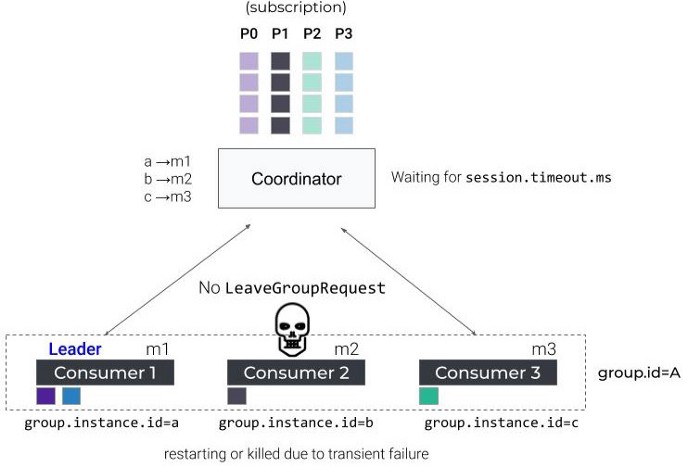 (subscription)
P0 P1 P2 P3
a →m1
b →m2
c →m3
Coordinator
Waiting for session.timeout.ms
No LeaveGroupRequest
Leader m1 m2 m3
Consumer 1 Consumer 2 Consumer 3
group.id=A
group.instance.id=a group.instance.id=b group.instance.id=c
restarting or killed due to transient failure